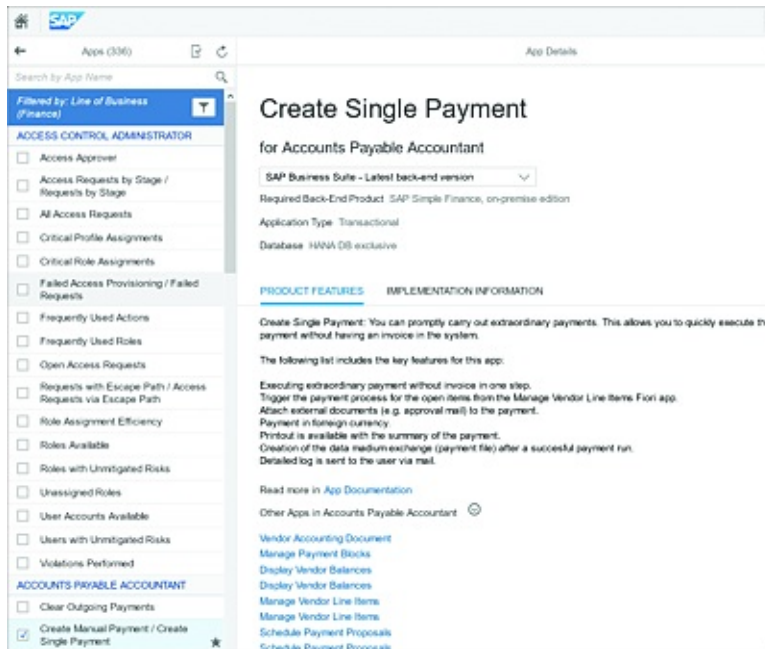 SAP
Apps (336)
App Details
Search by App Name
Filtered by: Line of Business
(Finance)
ACCESS CONTROL ADMINISTRATOR
Access Approver
Access Requests by Stage /
Requests by Stage
All Access Requests
Critical Profile Assignments
Critical Role Assignments
Failed Access Provisioning / Failed
Requests
Frequently Used Actions
Frequently Used Roles
Open Access Requests
Requests with Escape Path / Access
Requests via Escape Path
Role Assignment Efficiency
Roles Available
Roles with Unmitigated Risks
Unassigned Roles
User Accounts Available
Users with Unmitigated Risks
Violations Performed
ACCOUNTS PAYABLE ACCOUNTANT
Clear Outgoing Payments
Create Manual Payment / Create
Single Payment
Create Single Payment
for Accounts Payable Accountant
SAP Business Suite - Latest back-end version
Required Back-End Product SAP Simple Finance, on-premise edition
Application Type Transactional
Database HANA DB exclusive
PRODUCT FEATURES IMPLEMENTATION INFORMATION
Create Single Payment: You can promptly carry out extraordinary payments. This allows you to quickly execute th
payment without having an invoice in the system.
The following list includes the key features for this app:
Executing extraordinary payment without invoice in one step.
Trigger the payment process for the open items from the Manage Vendor Line Items Fiori app.
Attach external documents (e.g. approval mail) to the payment.
Payment in foreign currency.
Printout is available with the summary of the payment.
Creation of the data medium exchange (payment file) after a succesful payment run.
Detailed log is sent to the user via mail.
Read more in App Documentation
Other Apps in Accounts Payable Accountant
Vendor Accounting Document
Manage Payment Blocks
Display Vendor Balances
Display Vendor Balances
Manage Vendor Line Items
Manage Vendor Line Items
Schedule Payment Proposals
Schedule Payment Proposals